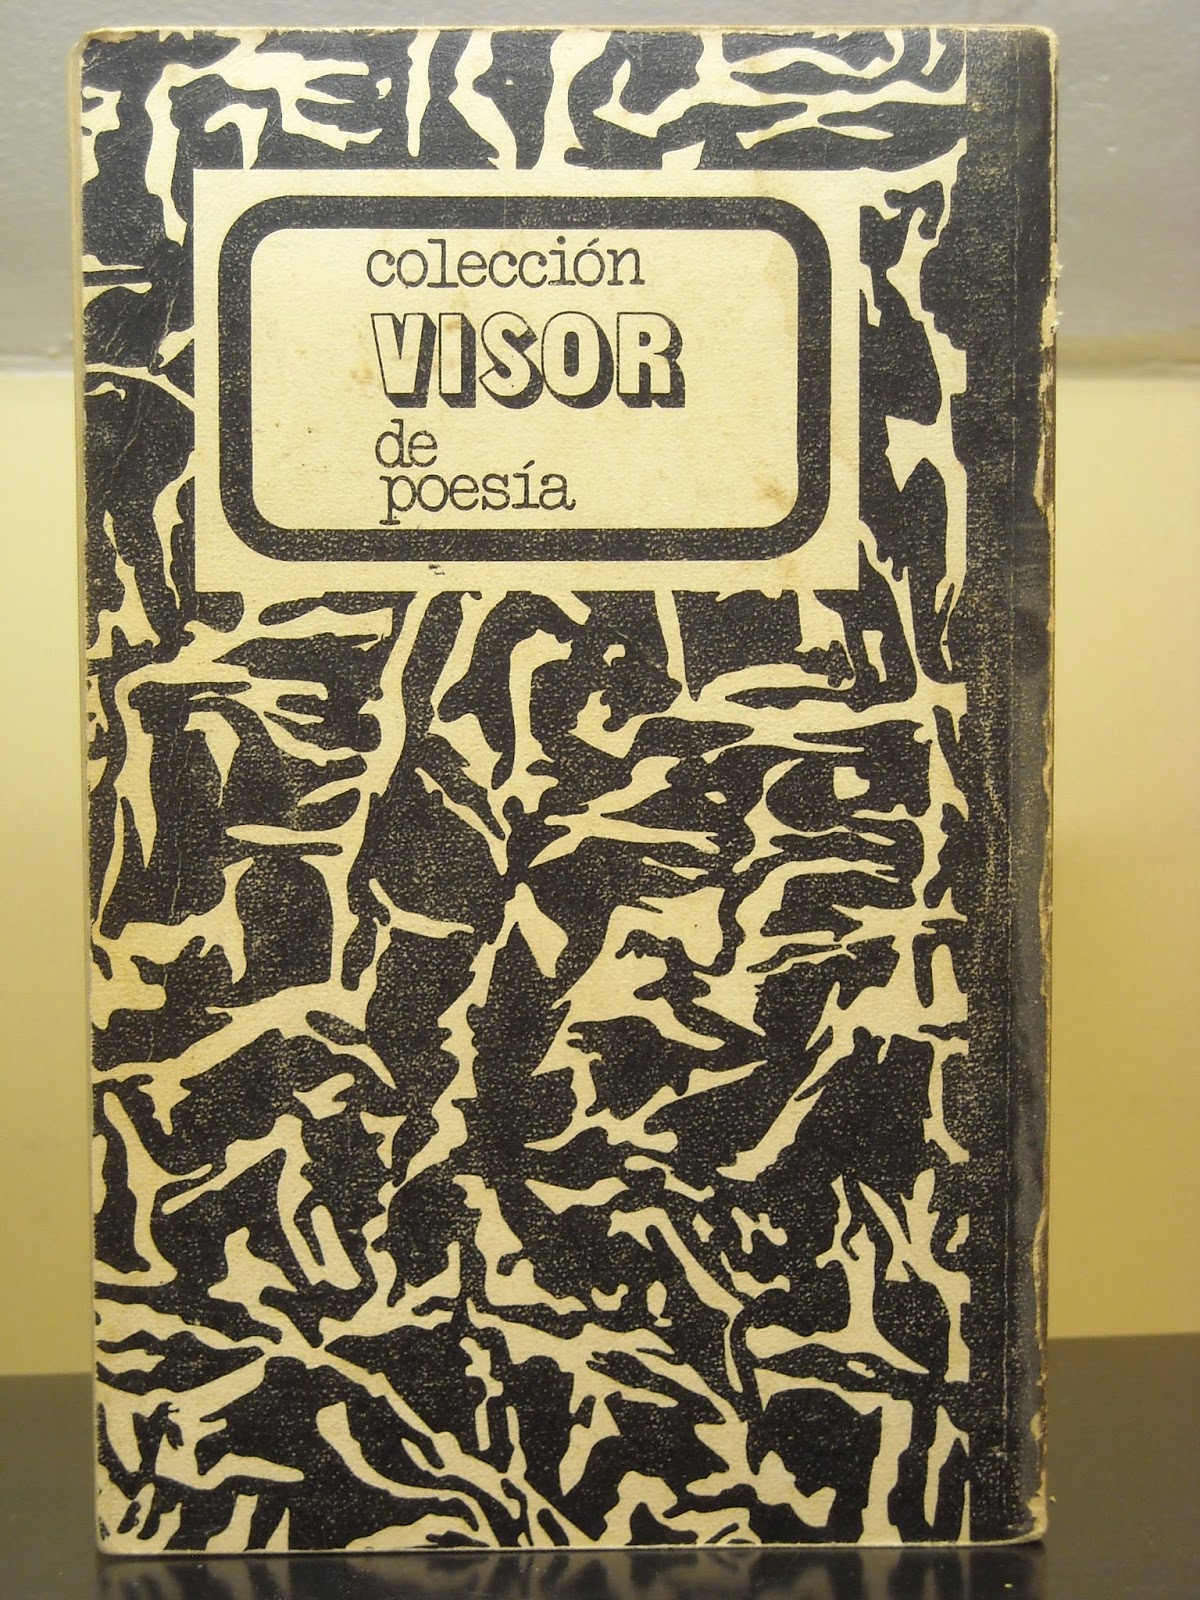 colección
VISOR
de
poesía